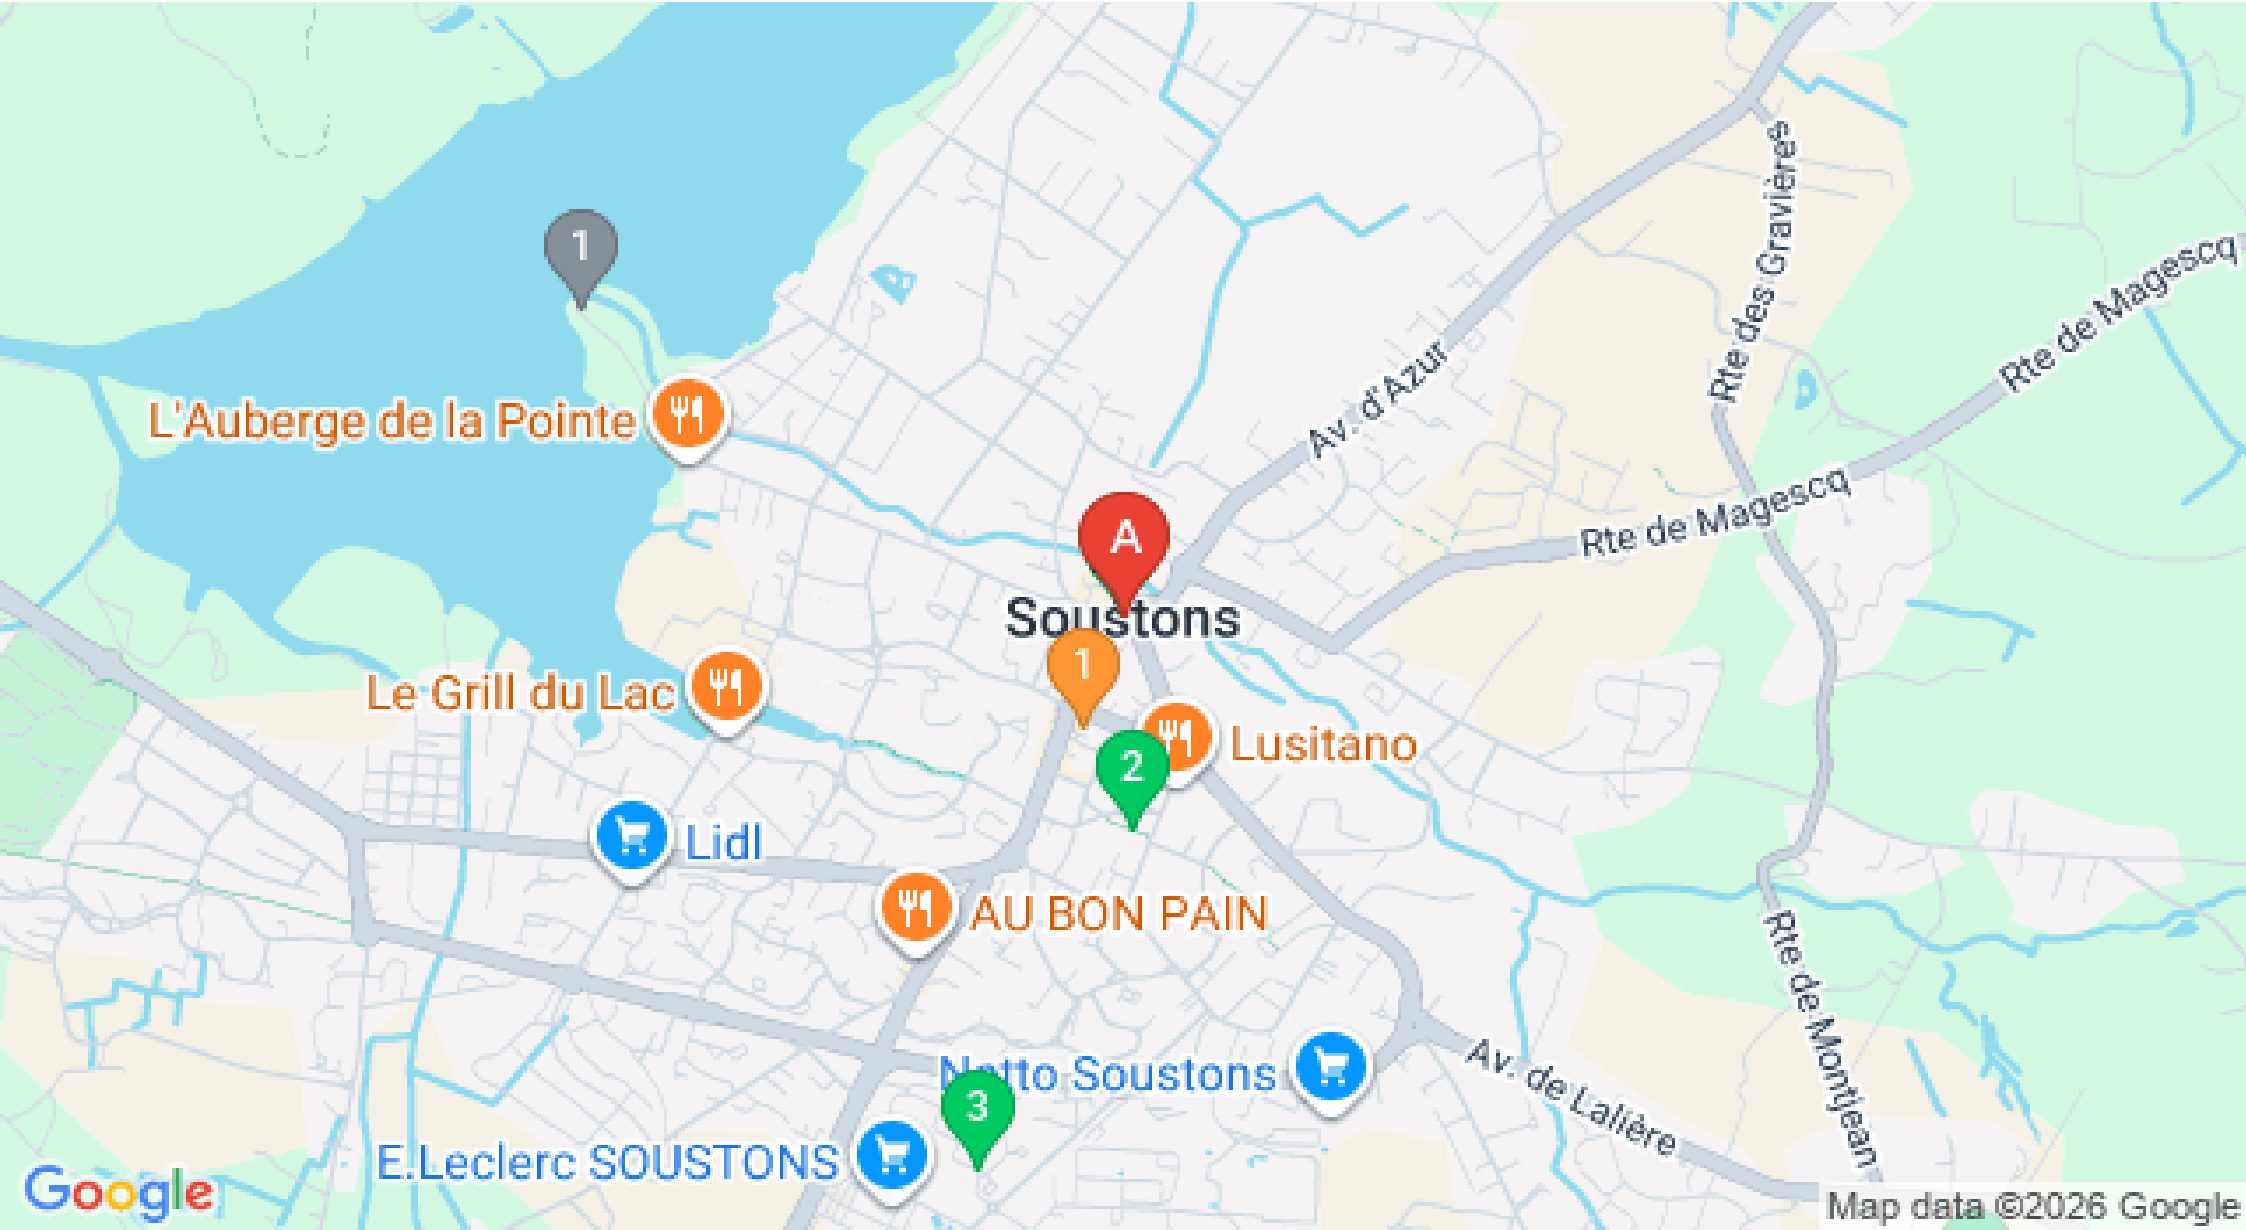 1
Rte des Gravières
Rte de Magescq
L'Auberge de la Pointe
Av. d'Azur
Rte de Magescq
A
Soustons
1
Le Grill du Lac
Lusitano
2
Lidl
AU BON PAIN
Rte de Montjean
Netto Soustons
Av. de Lalière
3
E.Leclerc SOUSTONS
Google
Map data ©2026 Google